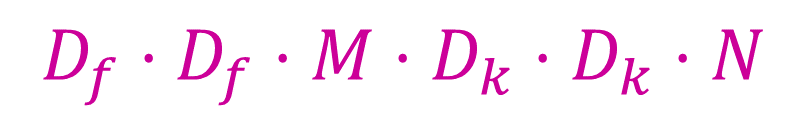 D_f · D_f · M · D_k · D_k · N